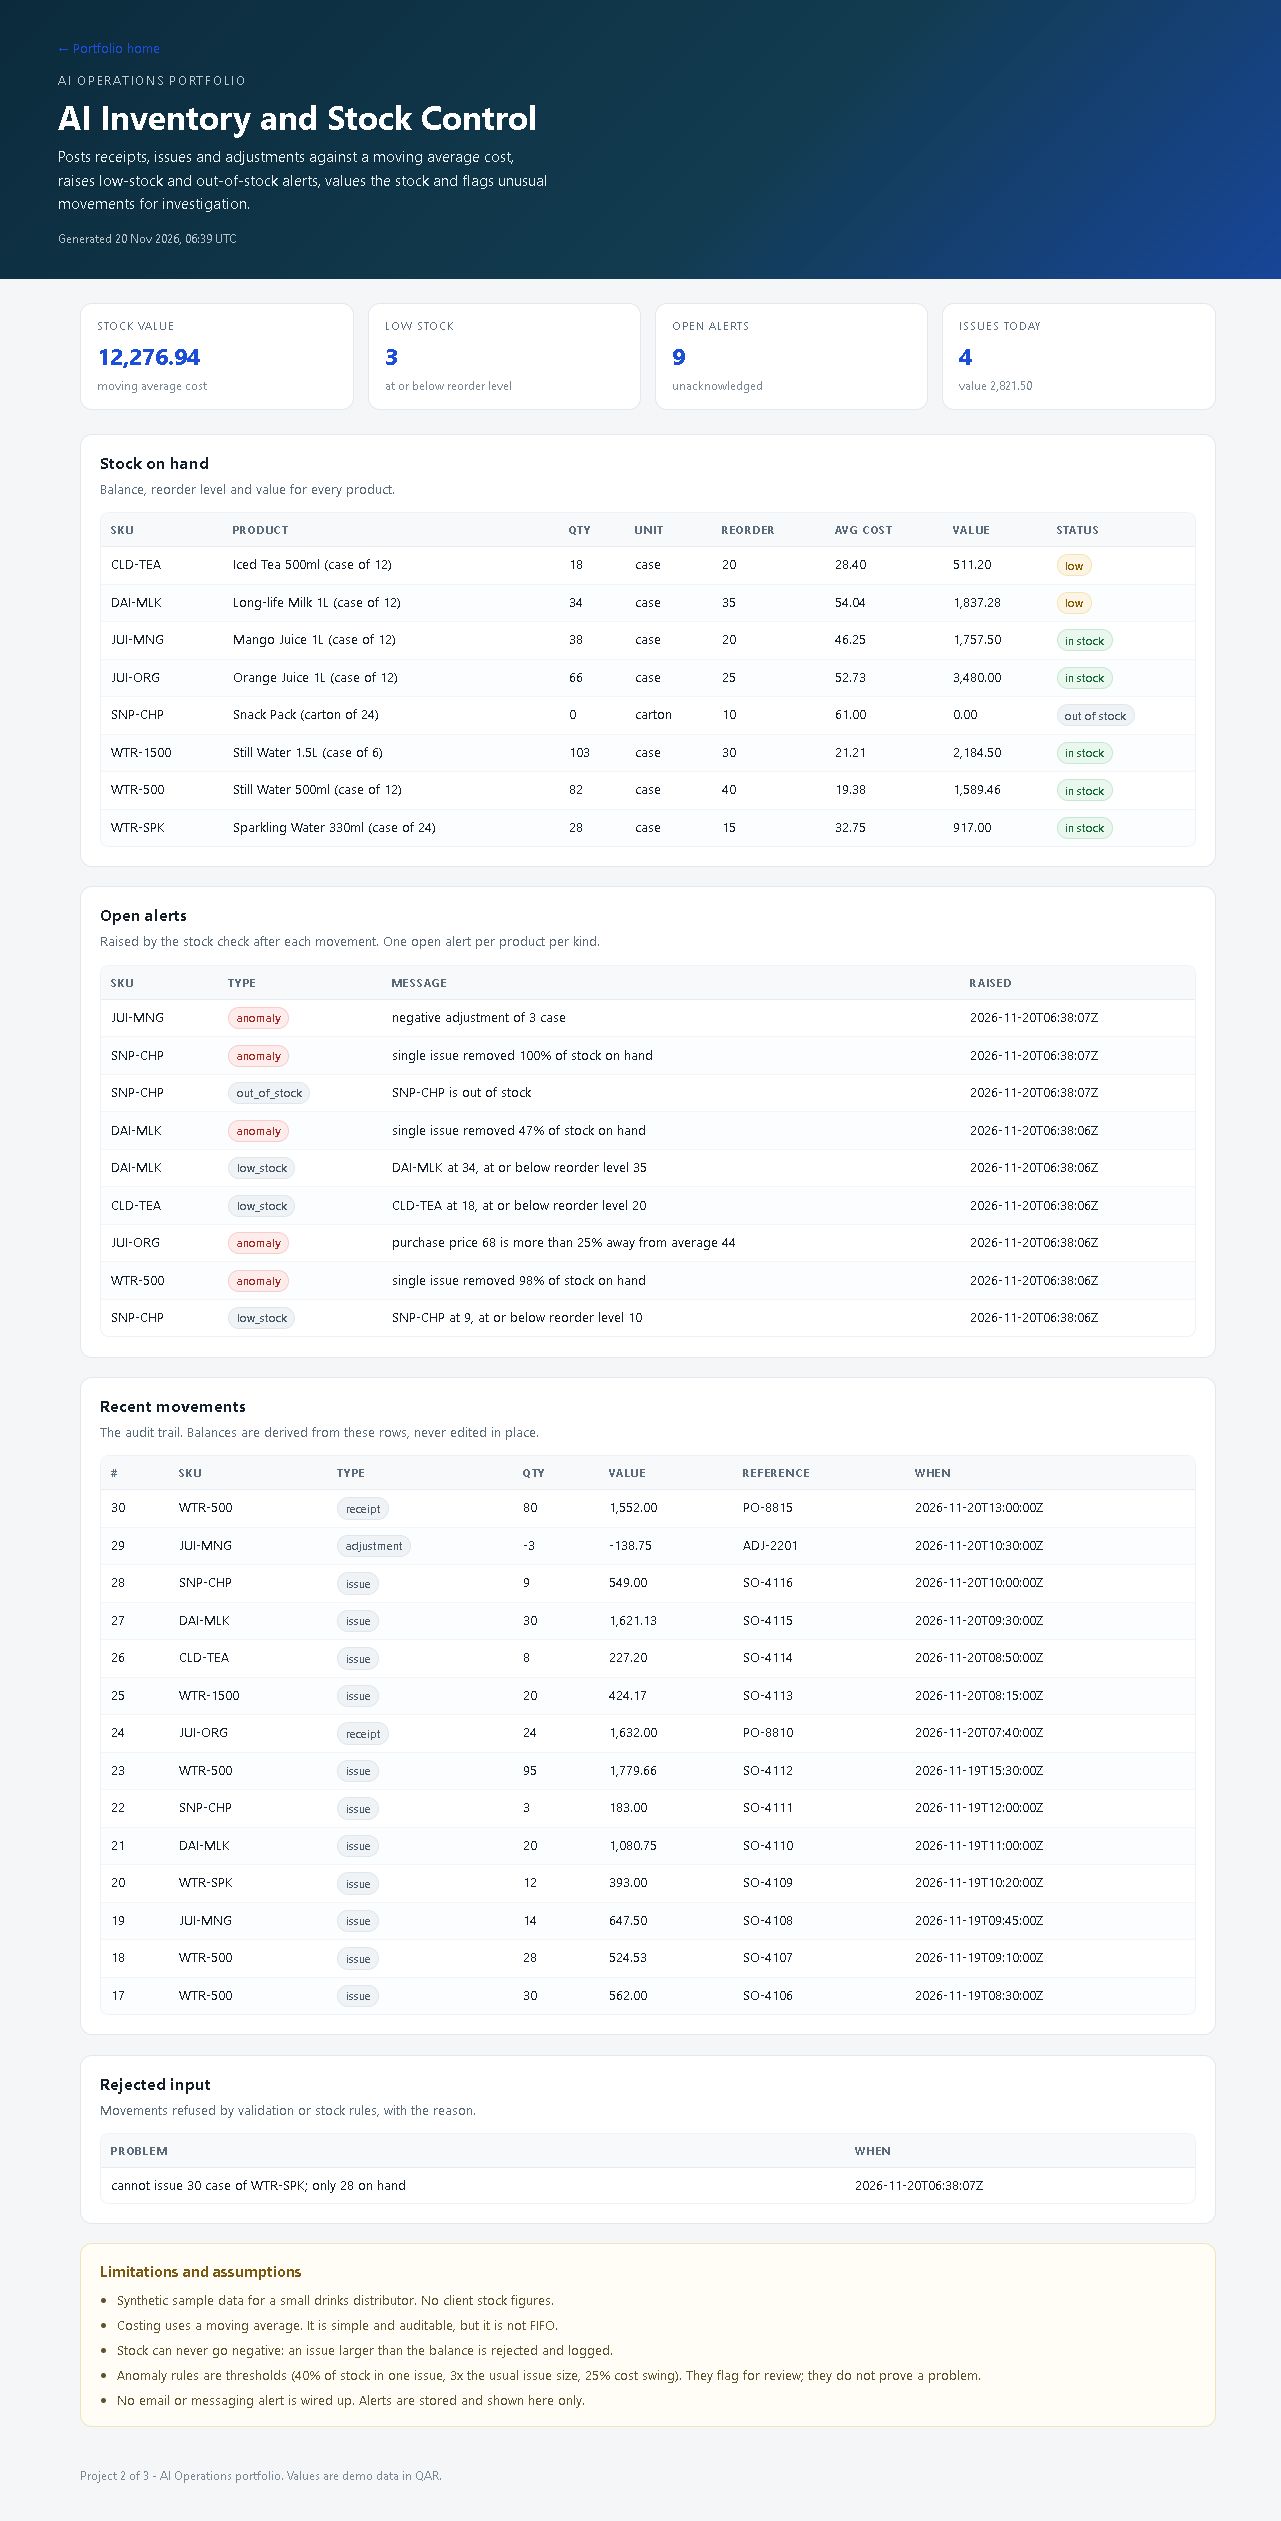 ← Portfolio home
AI OPERATIONS PORTFOLIO
AI Inventory and Stock Control
Posts receipts, issues and adjustments against a moving average cost,
raises low-stock and out-of-stock alerts, values the stock and flags unusual
movements for investigation.
Generated 20 Nov 2026, 06:39 UTC
STOCK VALUE
12,276.94
moving average cost
LOW STOCK
3
at or below reorder level
OPEN ALERTS
9
unacknowledged
ISSUES TODAY
4
value 2,821.50
Stock on hand
Balance, reorder level and value for every product.
SKU PRODUCT QTY UNIT REORDER AVG COST VALUE STATUS
CLD-TEA Iced Tea 500ml (case of 12) 18 case 20 28.40 511.20 low
DAI-MLK Long-life Milk 1L (case of 12) 34 case 35 54.04 1,837.28 low
JUI-MNG Mango Juice 1L (case of 12) 38 case 20 46.25 1,757.50 in stock
JUI-ORG Orange Juice 1L (case of 12) 66 case 25 52.73 3,480.00 in stock
SNP-CHP Snack Pack (carton of 24) 0 carton 10 61.00 0.00 out of stock
WTR-1500 Still Water 1.5L (case of 6) 103 case 30 21.21 2,184.50 in stock
WTR-500 Still Water 500ml (case of 12) 82 case 40 19.38 1,589.46 in stock
WTR-SPK Sparkling Water 330ml (case of 24) 28 case 15 32.75 917.00 in stock
Open alerts
Raised by the stock check after each movement. One open alert per product per kind.
SKU TYPE MESSAGE RAISED
JUI-MNG anomaly negative adjustment of 3 case 2026-11-20T06:38:07Z
SNP-CHP anomaly single issue removed 100% of stock on hand 2026-11-20T06:38:07Z
SNP-CHP out_of_stock SNP-CHP is out of stock 2026-11-20T06:38:07Z
DAI-MLK anomaly single issue removed 47% of stock on hand 2026-11-20T06:38:06Z
DAI-MLK low_stock DAI-MLK at 34, at or below reorder level 35 2026-11-20T06:38:06Z
CLD-TEA low_stock CLD-TEA at 18, at or below reorder level 20 2026-11-20T06:38:06Z
JUI-ORG anomaly purchase price 68 is more than 25% away from average 44 2026-11-20T06:38:06Z
WTR-500 anomaly single issue removed 98% of stock on hand 2026-11-20T06:38:06Z
SNP-CHP low_stock SNP-CHP at 9, at or below reorder level 10 2026-11-20T06:38:06Z
Recent movements
The audit trail. Balances are derived from these rows, never edited in place.
# SKU TYPE QTY VALUE REFERENCE WHEN
30 WTR-500 receipt 80 1,552.00 PO-8815 2026-11-20T13:00:00Z
29 JUI-MNG adjustment -3 -138.75 ADJ-2201 2026-11-20T10:30:00Z
28 SNP-CHP issue 9 549.00 SO-4116 2026-11-20T10:00:00Z
27 DAI-MLK issue 30 1,621.13 SO-4115 2026-11-20T09:30:00Z
26 CLD-TEA issue 8 227.20 SO-4114 2026-11-20T08:50:00Z
25 WTR-1500 issue 20 424.17 SO-4113 2026-11-20T08:15:00Z
24 JUI-ORG receipt 24 1,632.00 PO-8810 2026-11-20T07:40:00Z
23 WTR-500 issue 95 1,779.66 SO-4112 2026-11-19T15:30:00Z
22 SNP-CHP issue 3 183.00 SO-4111 2026-11-19T12:00:00Z
21 DAI-MLK issue 20 1,080.75 SO-4110 2026-11-19T11:00:00Z
20 WTR-SPK issue 12 393.00 SO-4109 2026-11-19T10:20:00Z
19 JUI-MNG issue 14 647.50 SO-4108 2026-11-19T09:45:00Z
18 WTR-500 issue 28 524.53 SO-4107 2026-11-19T09:10:00Z
17 WTR-500 issue 30 562.00 SO-4106 2026-11-19T08:30:00Z
Rejected input
Movements refused by validation or stock rules, with the reason.
PROBLEM WHEN
cannot issue 30 case of WTR-SPK; only 28 on hand 2026-11-20T06:38:07Z
Limitations and assumptions
• Synthetic sample data for a small drinks distributor. No client stock figures.
• Costing uses a moving average. It is simple and auditable, but it is not FIFO.
• Stock can never go negative: an issue larger than the balance is rejected and logged.
• Anomaly rules are thresholds (40% of stock in one issue, 3x the usual issue size, 25% cost swing). They flag for review; they do not prove a problem.
• No email or messaging alert is wired up. Alerts are stored and shown here only.
Project 2 of 3 - AI Operations portfolio. Values are demo data in QAR.